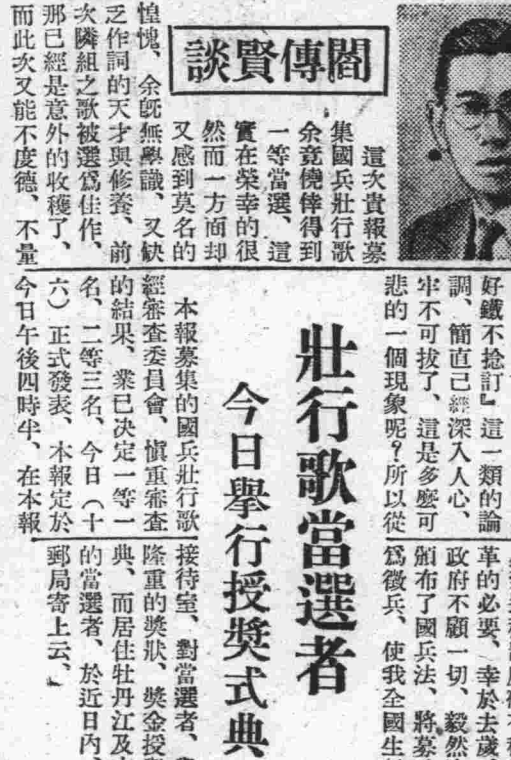 閻傳賢談
這次貴報募
集國兵壯行歌
余竟僥倖得到
一等當選、這
實在榮幸的很
然而一方面却
又感到莫名的
惶愧、余旣無學識、又缺
乏作詞的天才與修養、前
次隣組之歌被選爲佳作、
那已經是意外的收穫了、
而此次又能不度德、不量
好鐵不捻訂』這一類的論
調、簡直已經深入人心、
牢不可拔了、這是多麼可
悲的一個現象呢？所以從
革的必要、幸於去歲
政府不顧一切、毅然
頒布了國兵法、將募
爲徵兵、使我全國生
壯行歌當選者
今日舉行授獎式典
本報募集的國兵壯行歌
經審查委員會、愼重審查
的結果、業已決定一等一
名、二等三名、今日（十
六）正式發表、本報定於
今日午後四時半、在本報
接待室、對當選者、
隆重的獎狀、獎金授
典、而居住牡丹江及
的當選者、於近日內、
郵局寄上云、」